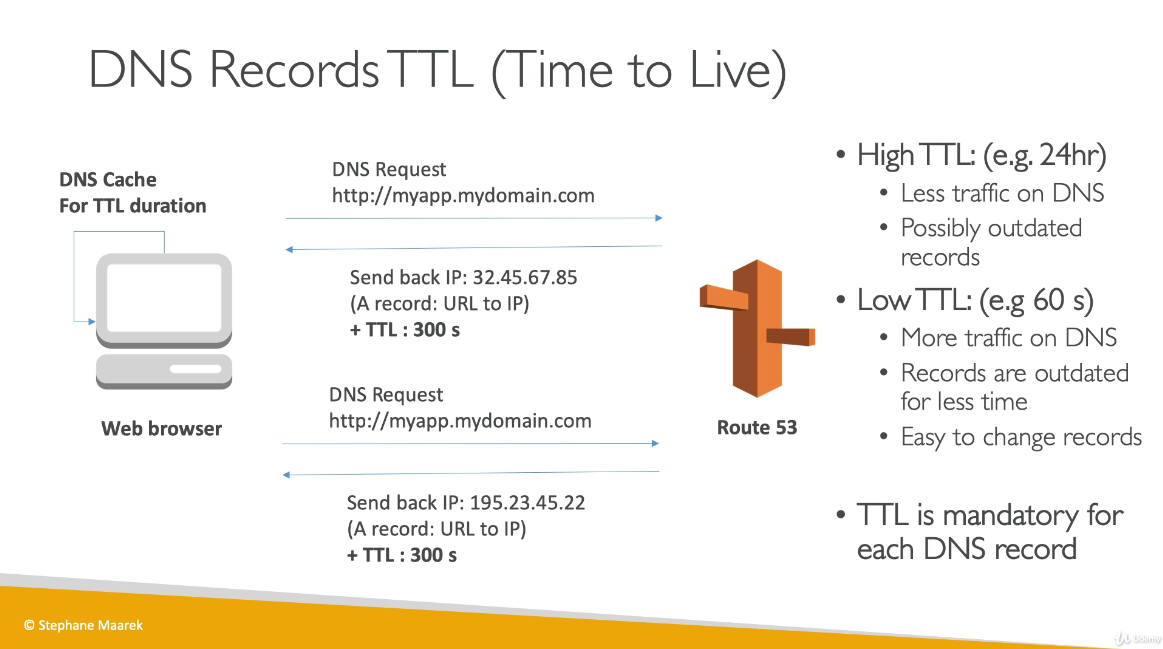 DNS Records TTL (Time to Live)
DNS Cache
For TTL duration
Web browser
DNS Request
http://myapp.mydomain.com
Send back IP: 32.45.67.85
(A record: URL to IP)
+ TTL : 300 s
DNS Request
http://myapp.mydomain.com
Send back IP: 195.23.45.22
(A record: URL to IP)
+ TTL : 300 s
Route 53
• High TTL: (e.g. 24hr)
• Less traffic on DNS
• Possibly outdated
records
• Low TTL: (e.g 60 s)
• More traffic on DNS
• Records are outdated
for less time
• Easy to change records
• TTL is mandatory for
each DNS record
© Stephane Maarek
Udemy